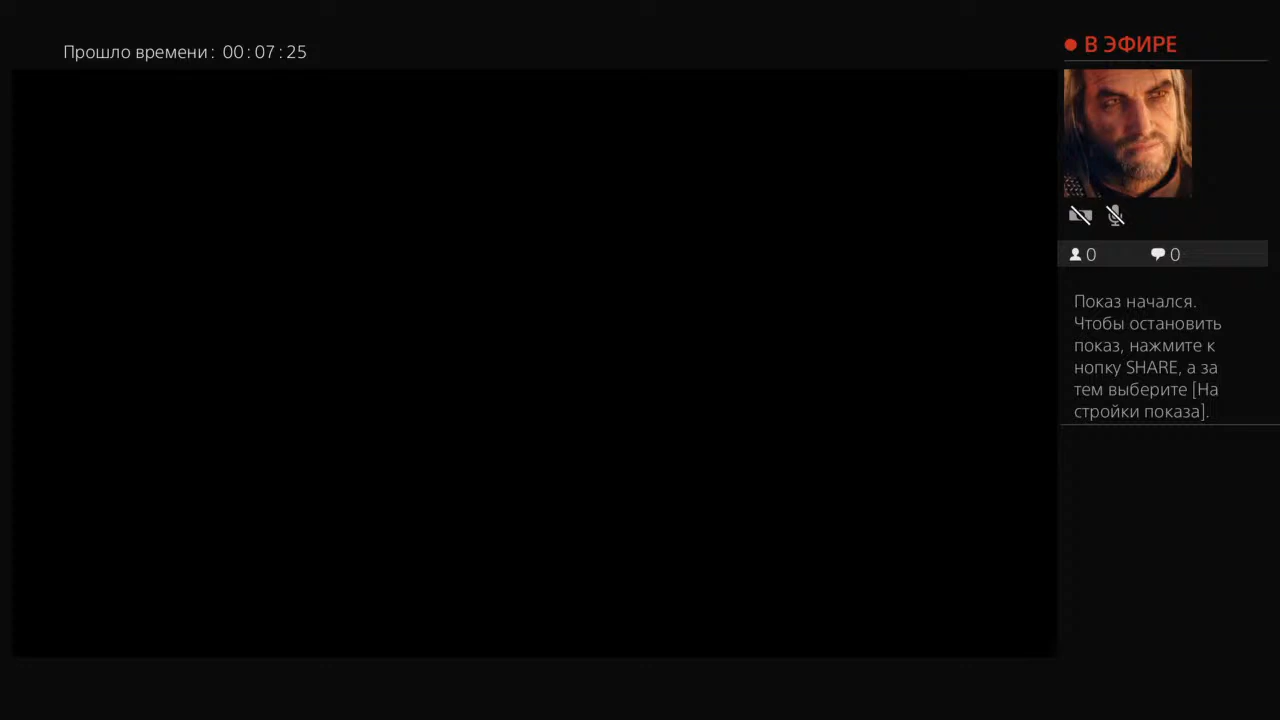 Прошло времени: 00:07:25
В ЭФИРЕ
0 0
Показ начался.
Чтобы остановить
показ, нажмите к
нопку SHARE, а за
тем выберите [На
стройки показа].